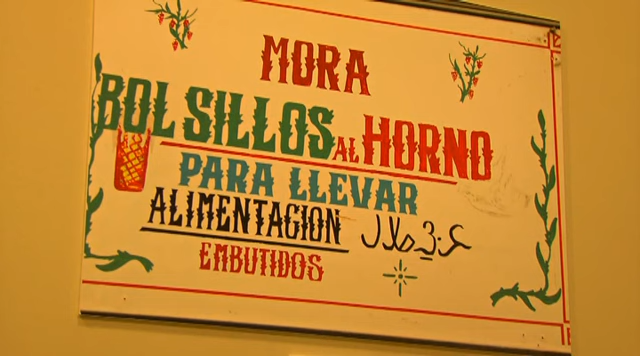 MORA
BOLSILLOS AL HORNO
PARA LLEVAR
ALIMENTACION
EMBUTIDOS